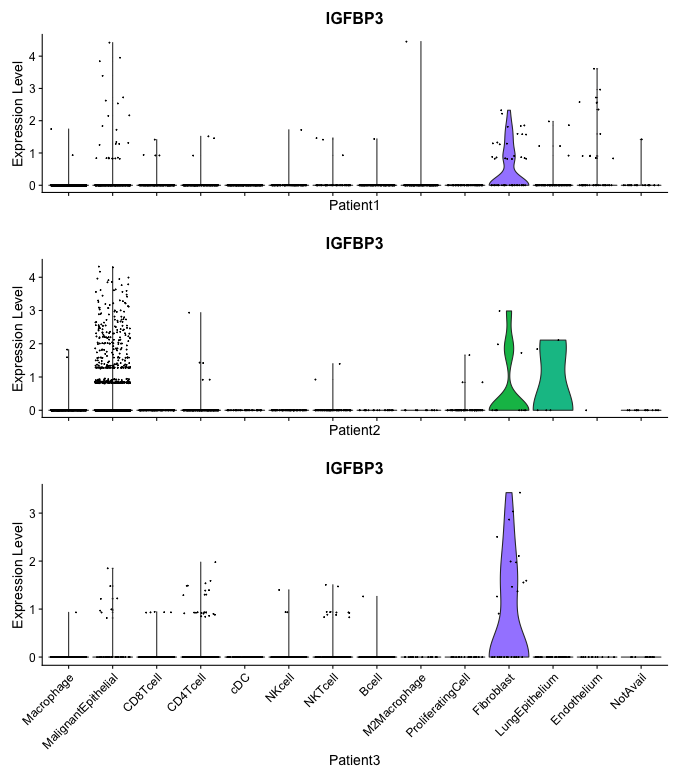 IGFBP3
Expression Level
4
3
2
1
0
Patient1
IGFBP3
Expression Level
4
3
2
1
0
Patient2
IGFBP3
Expression Level
3
2
1
0
Macrophage
MalignantEpithelial
CD8Tcell
CD4Tcell
cDC
NKcell
NKTcell
Bcell
M2Macrophage
ProliferatingCell
Fibroblast
LungEpithelium
Endothelium
NotAvail
Patient3